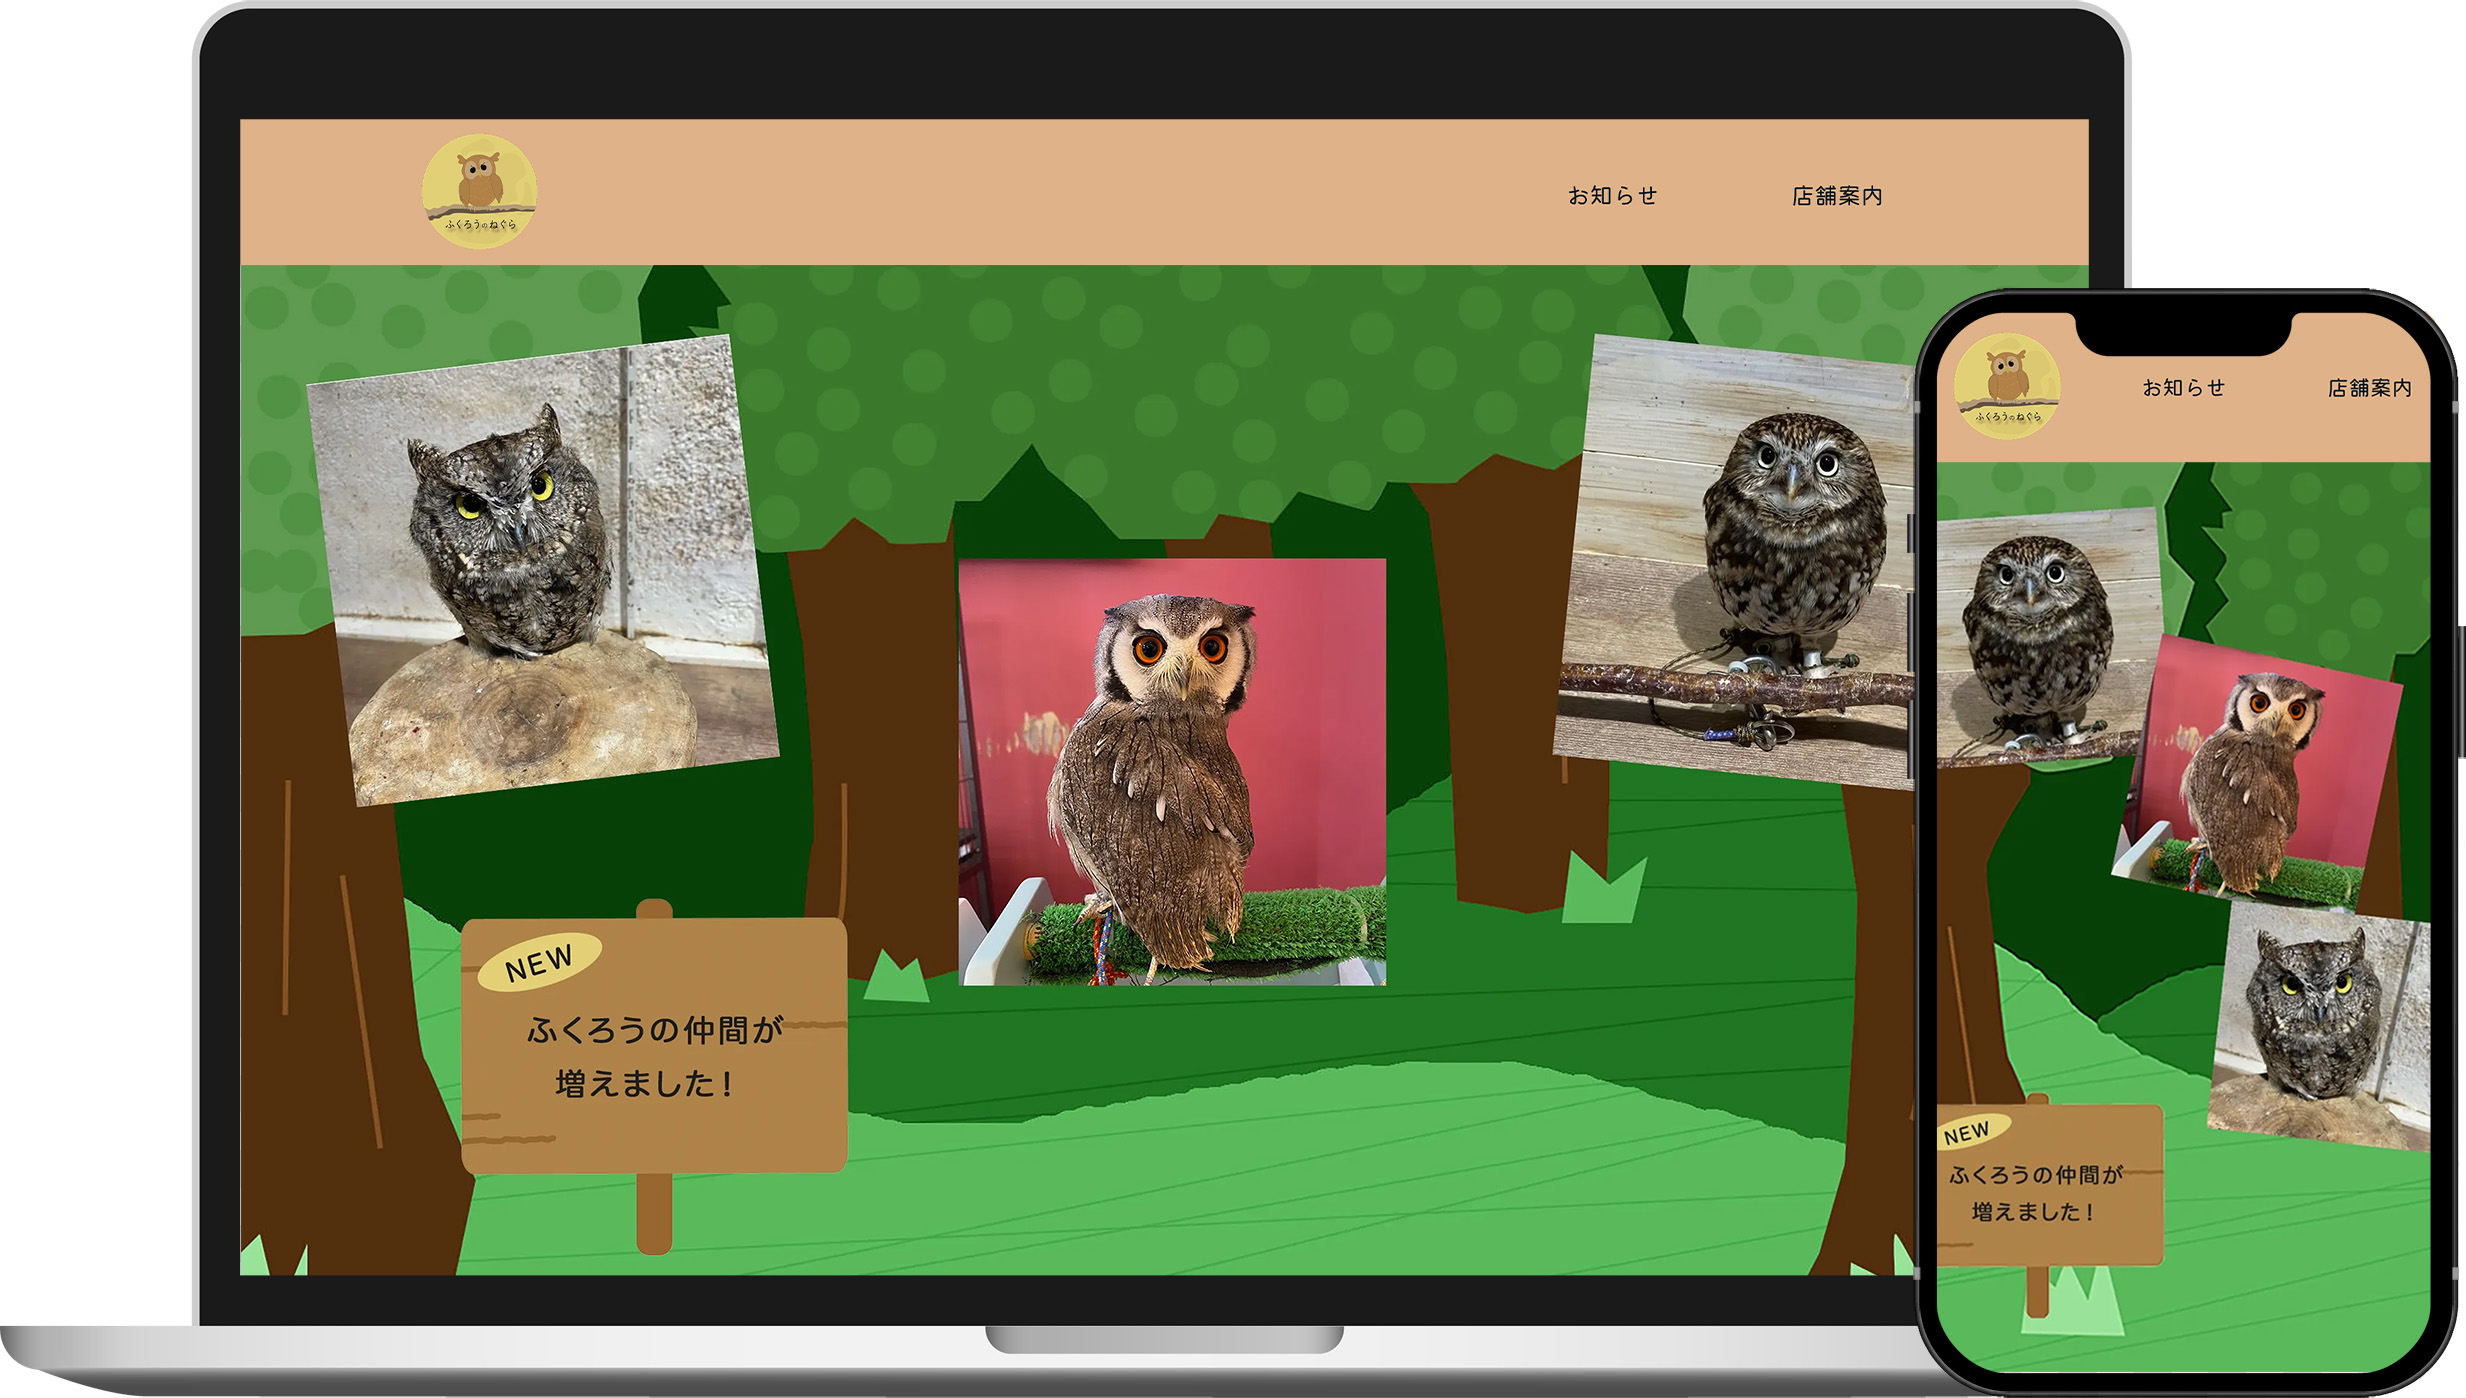 ふくろうのねぐら
お知らせ
店舗案内
NEW
ふくろうの仲間が
増えました！
ふくろうのねぐら
お知らせ
店舗案内
NEW
ふくろうの仲間が
増えました！